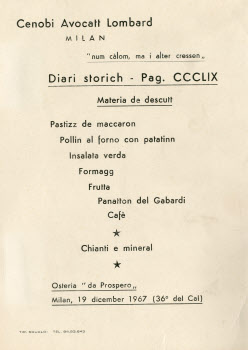 Cenobi Avocatt Lombard
MILAN
"num càlom, ma i alter cressen„
Diari storich - Pag. CCCLIX
Materia de descutt
Pastizz de maccaron
Pollin al forno con patatinn
Insalata verda
Formagg
Frutta
Panatton del Gabardi
Cafè
Chianti e mineral
Osteria "da Prospero„
Milan, 19 dicember 1967 (36° del Cal)